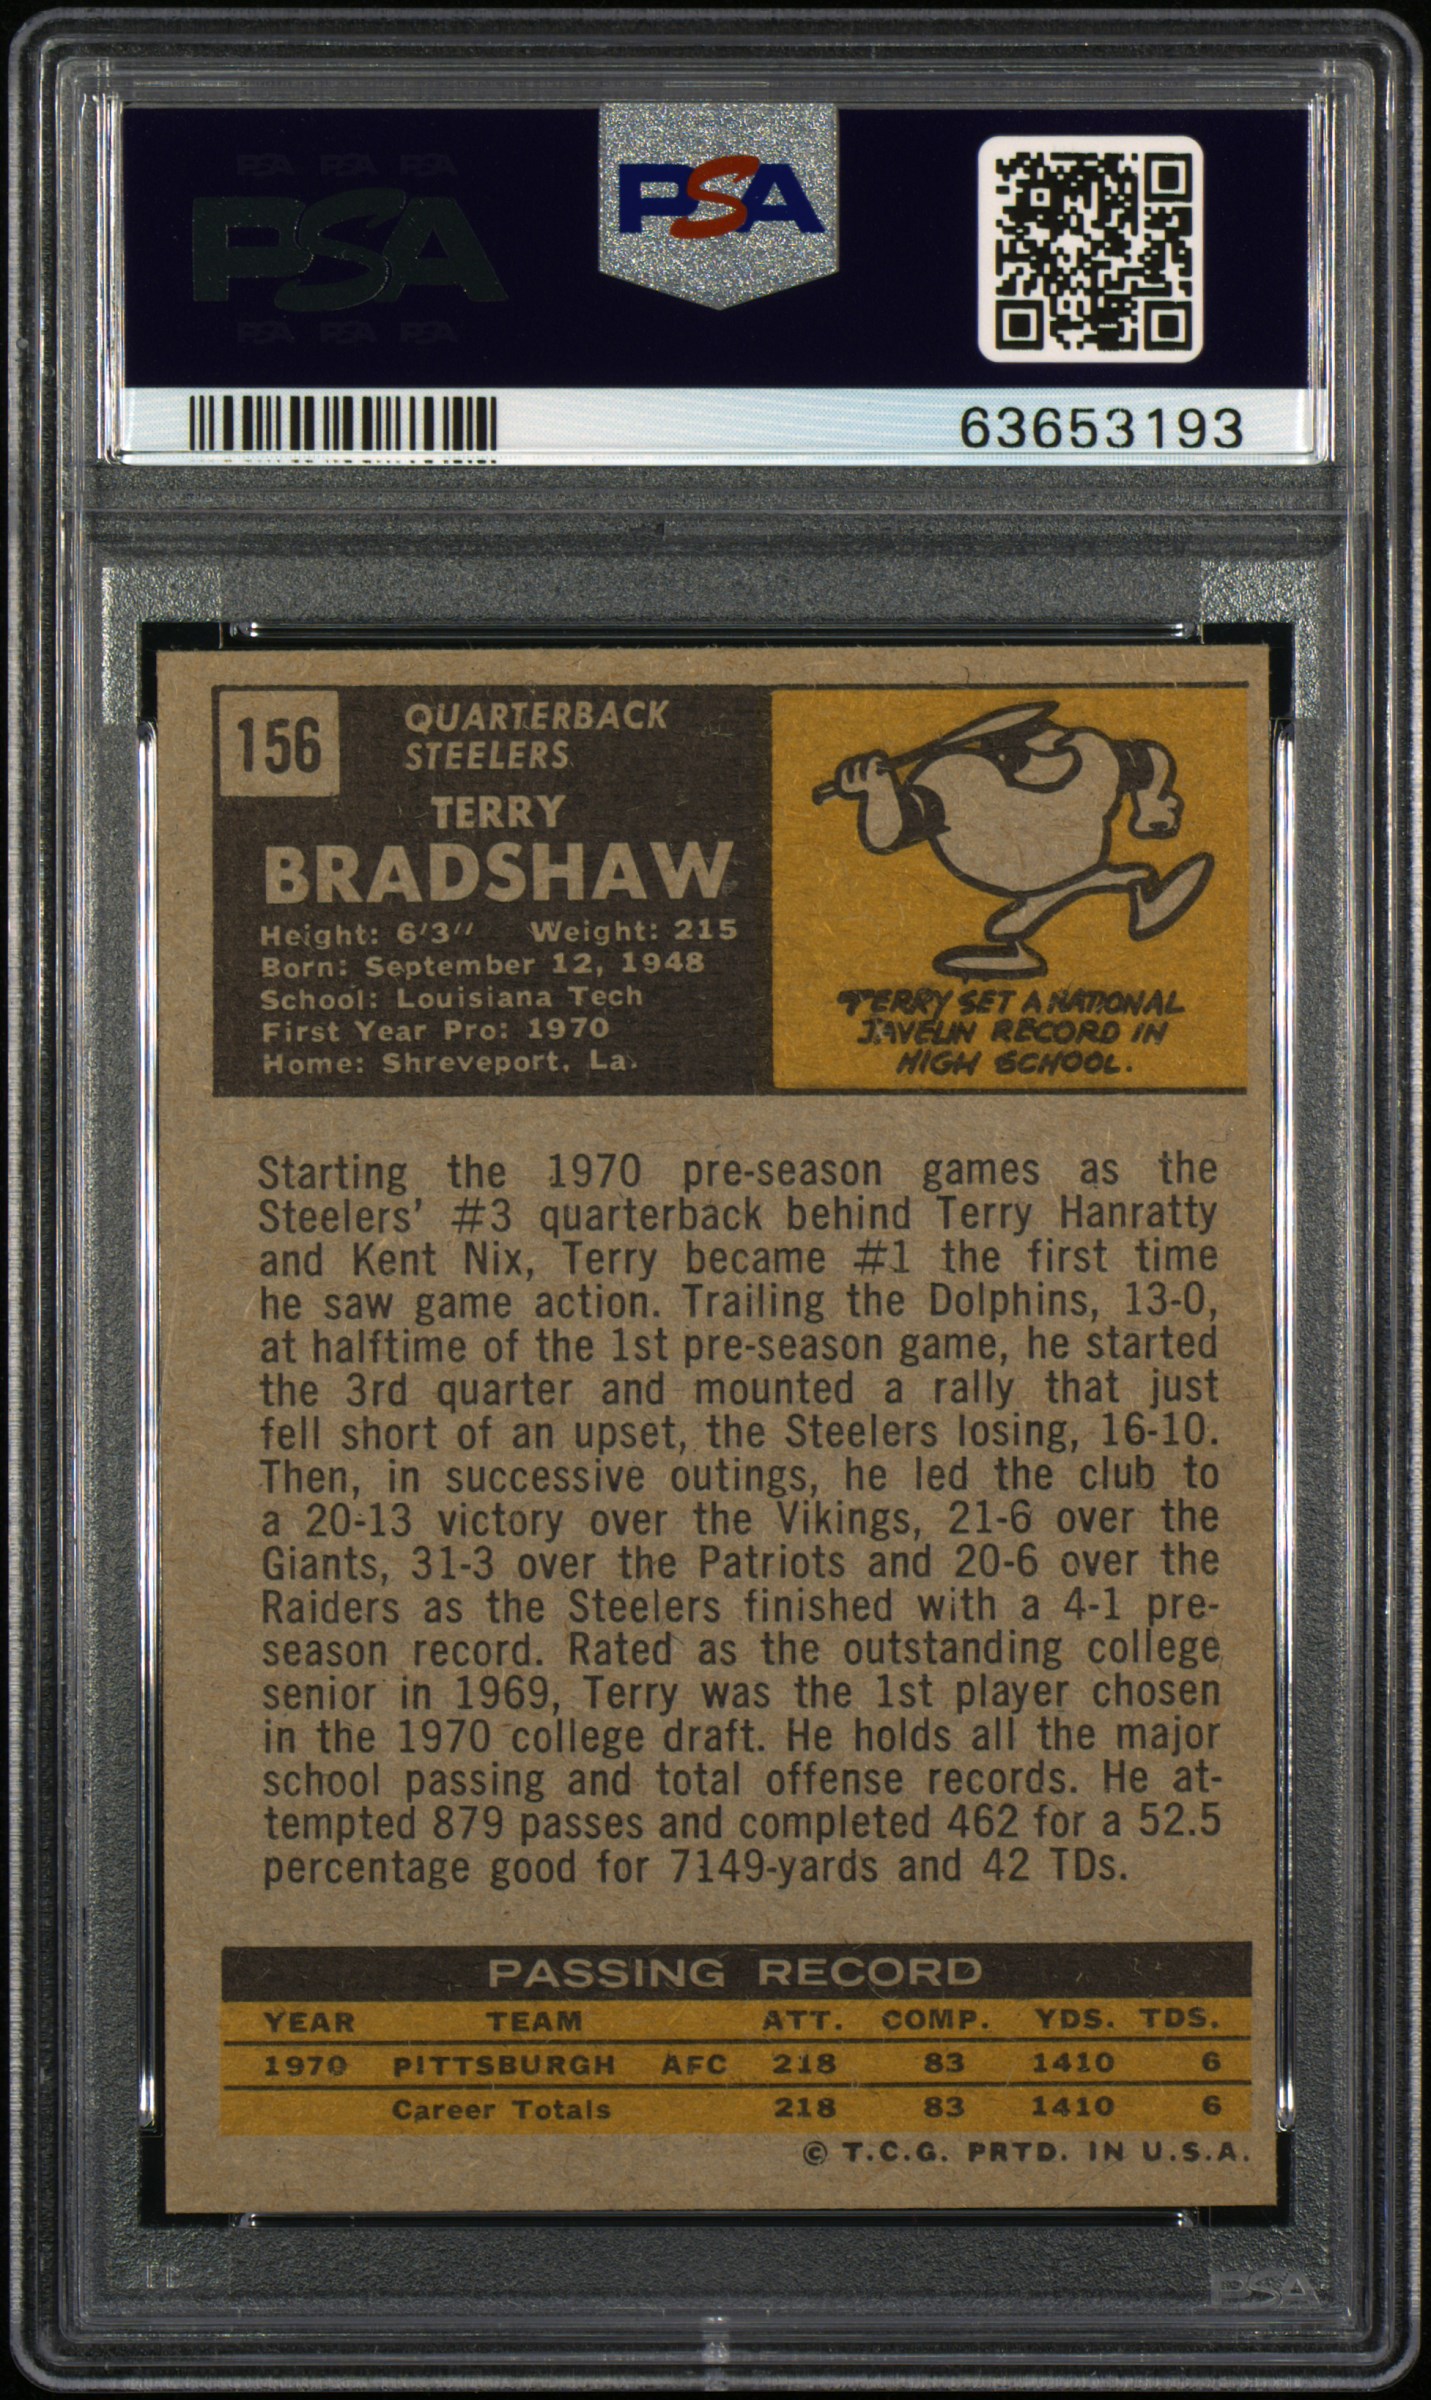 PSA PSA PSA
PSA
PSA PSA PSA
PSA
63653193
156
QUARTERBACK
STEELERS
TERRY
BRADSHAW
Height: 6'3" Weight: 215
Born: September 12, 1948
School: Louisiana Tech
First Year Pro: 1970
Home: Shreveport, La.
TERRY SET A NATIONAL
JAVELIN RECORD IN
HIGH SCHOOL.
Starting the 1970 pre-season games as the
Steelers' #3 quarterback behind Terry Hanratty
and Kent Nix, Terry became #1 the first time
he saw game action. Trailing the Dolphins, 13-0,
at halftime of the 1st pre-season game, he started
the 3rd quarter and mounted a rally that just
fell short of an upset, the Steelers losing, 16-10.
Then, in successive outings, he led the club to
a 20-13 victory over the Vikings, 21-6 over the
Giants, 31-3 over the Patriots and 20-6 over the
Raiders as the Steelers finished with a 4-1 pre-
season record. Rated as the outstanding college
senior in 1969, Terry was the 1st player chosen
in the 1970 college draft. He holds all the major
school passing and total offense records. He at-
tempted 879 passes and completed 462 for a 52.5
percentage good for 7149-yards and 42 TDs.
PASSING RECORD
YEAR TEAM ATT. COMP. YDS. TDS.
1970 PITTSBURGH AFC 218 83 1410 6
Career Totals 218 83 1410 6
© T.C.G. PRTD. IN U.S.A.
PSA